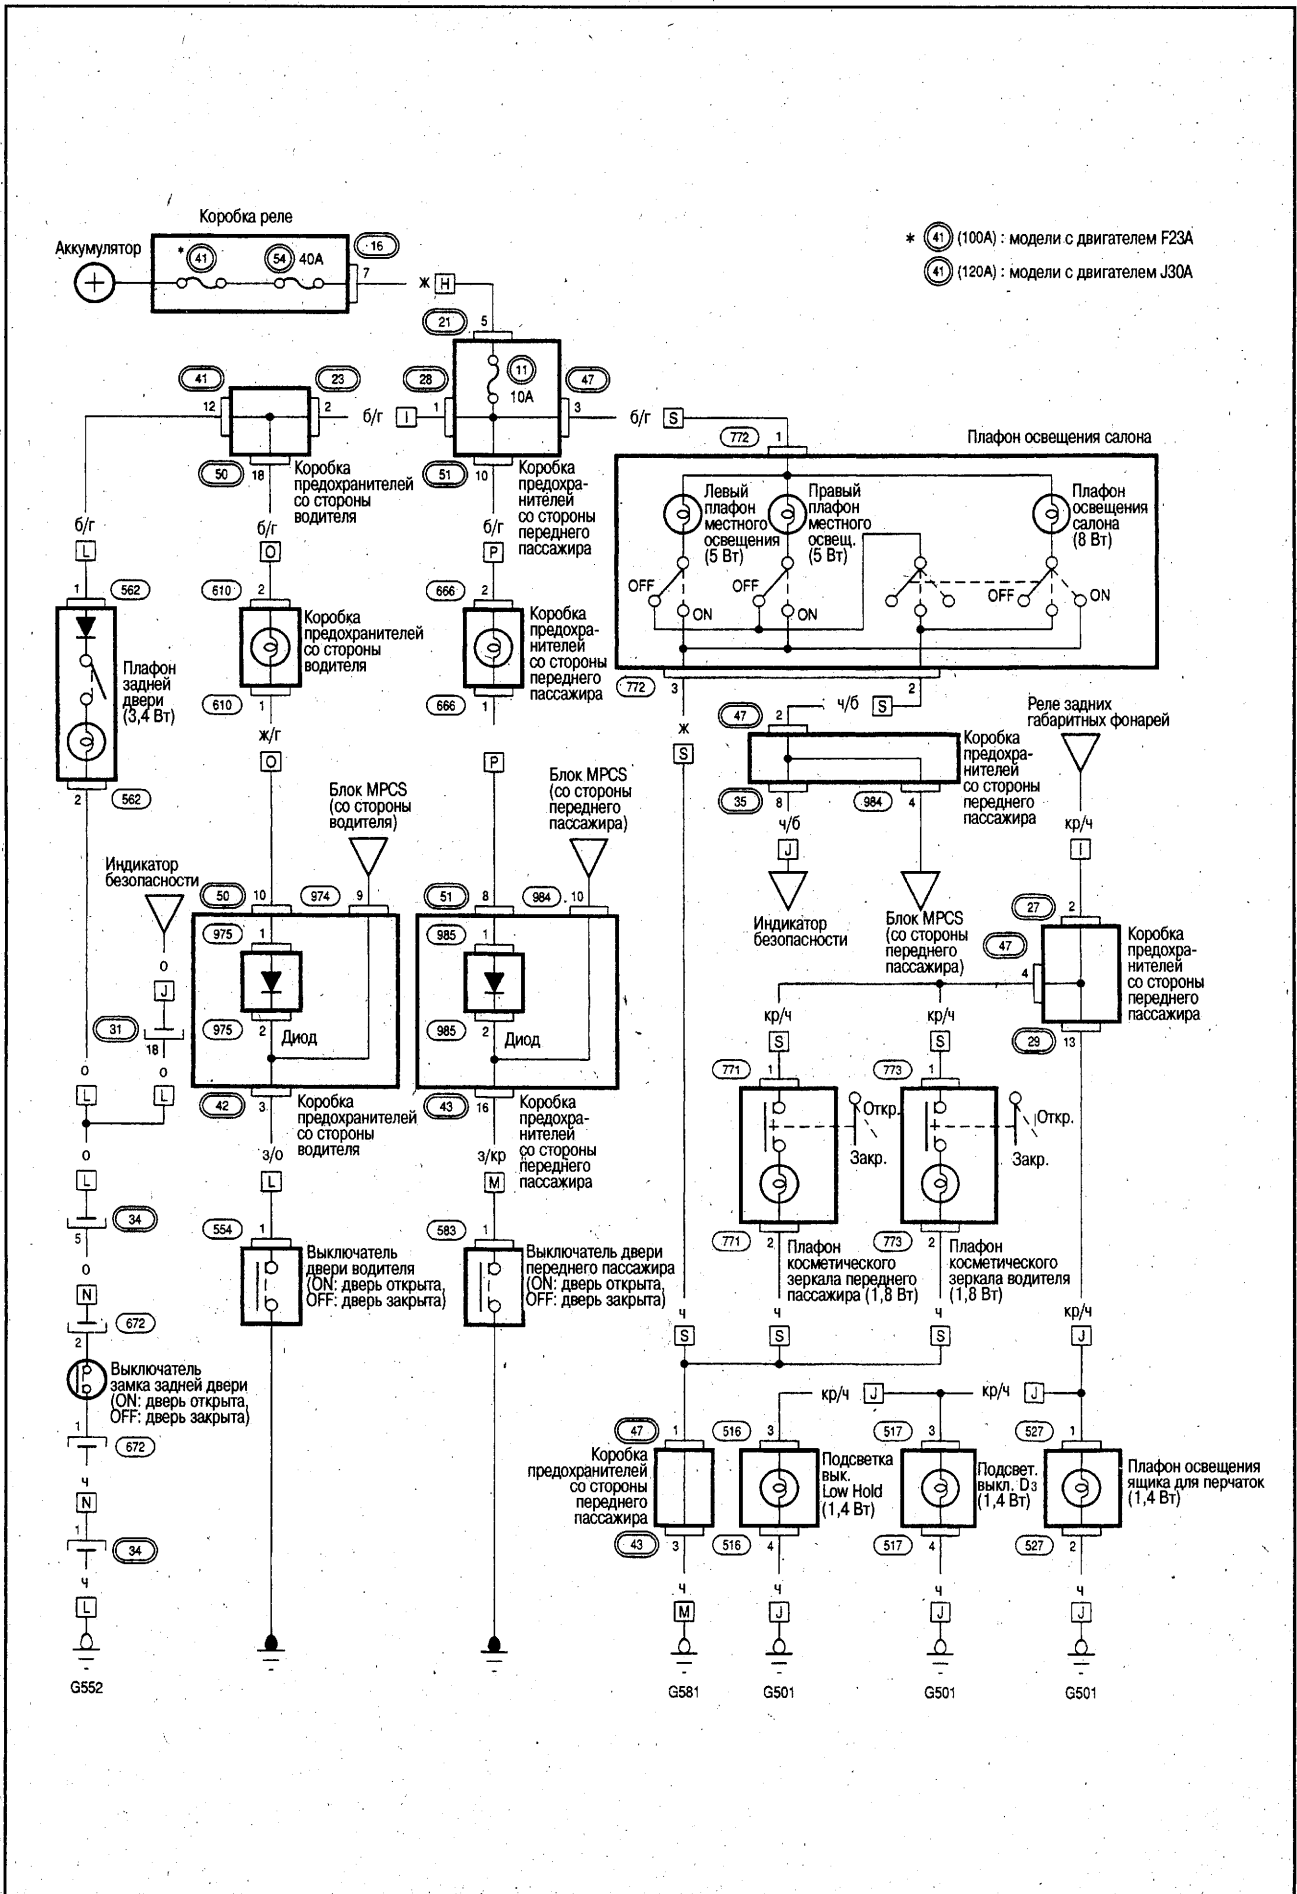 Коробка реле
Аккумулятор
* 41
54 40А
16
7
ж H
* 41 (100А) : модели с двигателем F23A
41 (120А) : модели с двигателем J30A
21 5
11
10А
41 23 28 47
12 2 б/г I 1 3 б/г S
772 1
Плафон освещения салона
50 18
Коробка
предохранителей
со стороны
водителя
51 10
Коробка
предохра-
нителей
со стороны
переднего
пассажира
Левый
плафон
местного
освещения
(5 Вт)
Правый
плафон
местного
освещ.
(5 Вт)
Плафон
освещения
салона
(8 Вт)
OFF ON
OFF ON
OFF ON
б/г L
б/г O
б/г P
1 562
610 2
666 2
Плафон
задней
двери
(3,4 Вт)
Коробка
предохранителей
со стороны
водителя
Коробка
предохра-
нителей
со стороны
переднего
пассажира
610 1
666 1
772 3 2
ж/г O
P
ж S
47 2 ч/б S
Реле задних
габаритных фонарей
2 562
Коробка
предохра-
нителей
со стороны
переднего
пассажира
35 8 984 4
Блок MPCS
(со стороны
водителя)
Блок MPCS
(со стороны
переднего
пассажира)
ч/б J
кр/ч I
Индикатор
безопасности
50 10 974 9
51 8 984 10
Индикатор
безопасности
Блок MPCS
(со стороны
переднего
пассажира)
27 2
47 4
Коробка
предохра-
нителей
со стороны
переднего
пассажира
29 13
975 1
975 2
Диод
985 1
985 2
Диод
о J
31 18
о L
о L
кр/ч S
кр/ч S
771 1
773 1
42 3
Коробка
предохранителей
со стороны
водителя
43 16
Коробка
предохра-
нителей
со стороны
переднего
пассажира
Откр.
Закр.
Откр.
Закр.
о L
з/о L
з/кр M
34 5
554 1
583 1
Выключатель
двери водителя
(ON: дверь открыта,
OFF: дверь закрыта)
Выключатель двери
переднего пассажира
(ON: дверь открыта,
OFF: дверь закрыта)
771 2
Плафон
косметического
зеркала переднего
пассажира (1,8 Вт)
773 2
Плафон
косметического
зеркала водителя
(1,8 Вт)
о N
672 2
ч S
ч S
ч S
кр/ч J
Выключатель
замка задней двери
(ON: дверь открыта,
OFF: дверь закрыта)
1 672
кр/ч J кр/ч J
47 1
516 3
517 3
527 1
Коробка
предохранителей
со стороны
переднего
пассажира
Подсветка
вык.
Low Hold
(1,4 Вт)
Подсвет.
выкл. D3
(1,4 Вт)
Плафон освещения
ящика для перчаток
(1,4 Вт)
ч N
1 34
43 3
516 4
517 4
527 2
ч L
ч M
ч J
ч J
ч J
G552
G581
G501
G501
G501